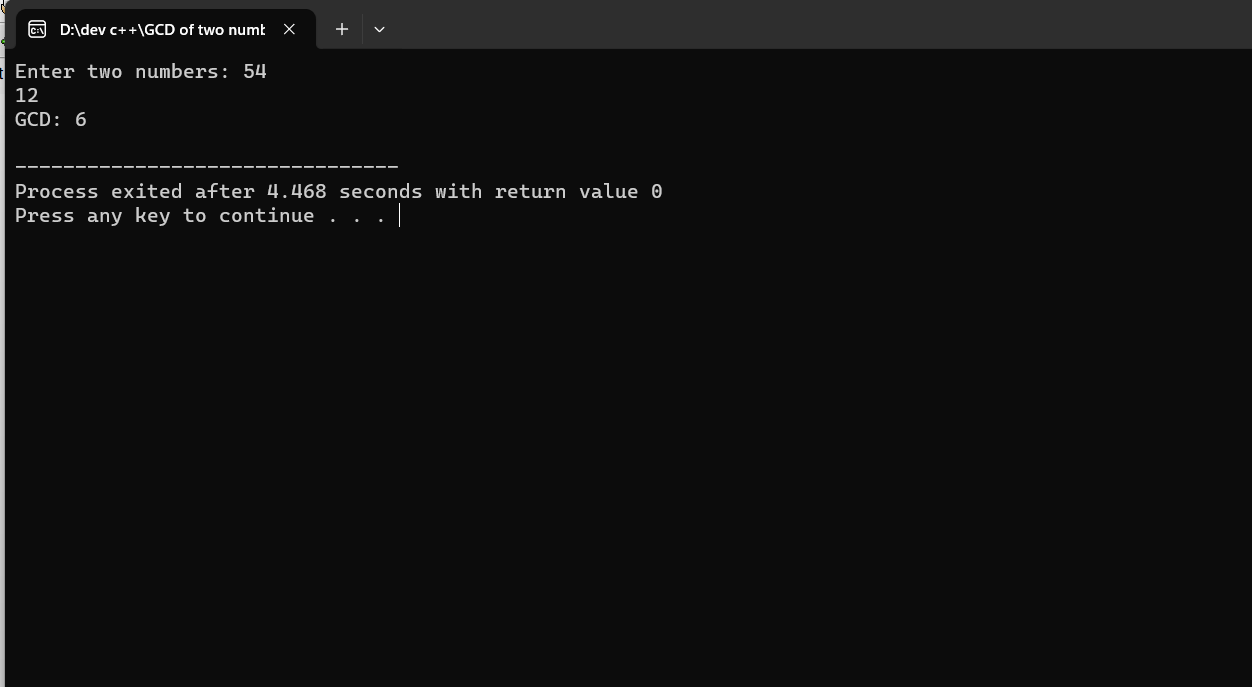 D:\dev c++\GCD of two numb
Enter two numbers: 54
12
GCD: 6
--------------------------------
Process exited after 4.468 seconds with return value 0
Press any key to continue . . .